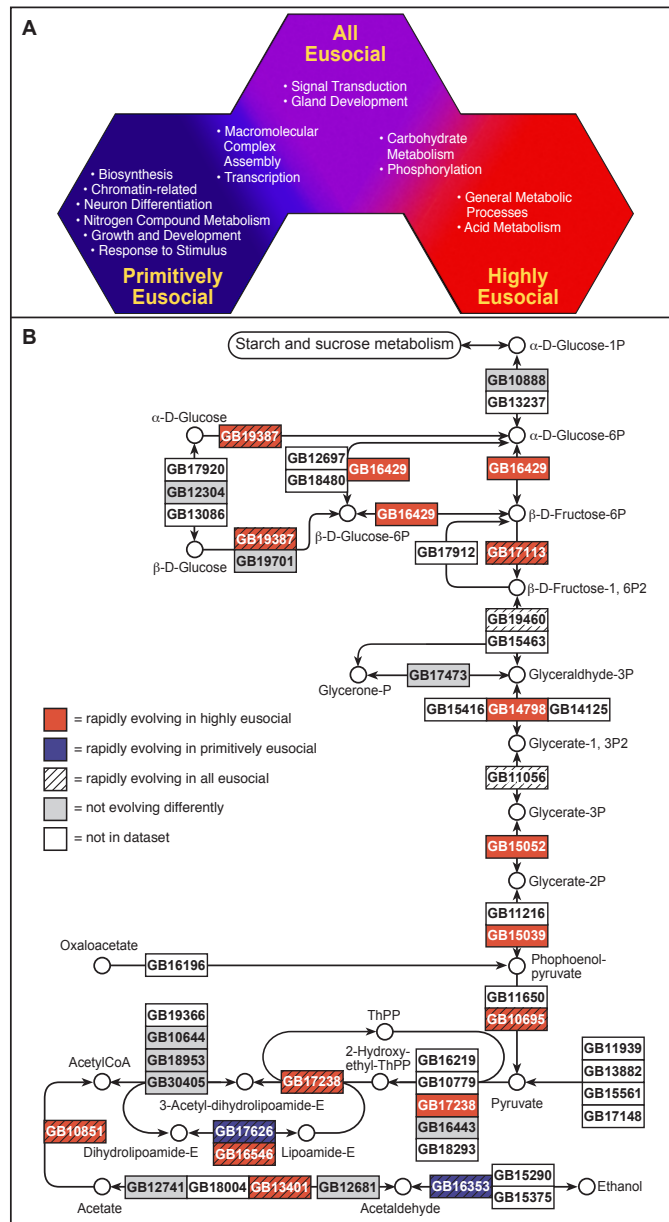 A
All
Eusocial
• Signal Transduction
• Gland Development
• Macromolecular
Complex
Assembly
• Transcription
• Carbohydrate
Metabolism
• Phosphorylation
• Biosynthesis
• Chromatin-related
• Neuron Differentiation
• Nitrogen Compound Metabolism
• Growth and Development
• Response to Stimulus
• General Metabolic
Processes
• Acid Metabolism
Primitively
Eusocial
Highly
Eusocial
B
Starch and sucrose metabolism
α-D-Glucose-1P
GB10888
GB13237
α-D-Glucose
GB19387
α-D-Glucose-6P
GB17920
GB12304
GB13086
GB12697
GB18480
GB16429
GB16429
GB16429
β-D-Fructose-6P
β-D-Glucose-6P
GB19387
GB19701
β-D-Glucose
GB17912
GB17113
β-D-Fructose-1, 6P2
GB19460
GB15463
Glycerone-P
GB17473
Glyceraldhyde-3P
GB15416
GB14798
GB14125
= rapidly evolving in highly eusocial
= rapidly evolving in primitively eusocial
= rapidly evolving in all eusocial
= not evolving differently
= not in dataset
Glycerate-1, 3P2
GB11056
Glycerate-3P
GB15052
Glycerate-2P
GB11216
GB15039
Oxaloacetate
GB16196
Phophoenol-
pyruvate
GB11650
GB10695
GB19366
GB10644
GB18953
GB30405
AcetylCoA
3-Acetyl-dihydrolipoamide-E
ThPP
GB17238
2-Hydroxy-
ethyl-ThPP
GB16219
GB10779
GB17238
GB16443
GB18293
Pyruvate
GB11939
GB13882
GB15561
GB17148
GB10851
Dihydrolipoamide-E
GB17626
GB16546
Lipoamide-E
Acetate
GB12741
GB18004
GB13401
GB12681
Acetaldehyde
GB16353
GB15290
GB15375
Ethanol